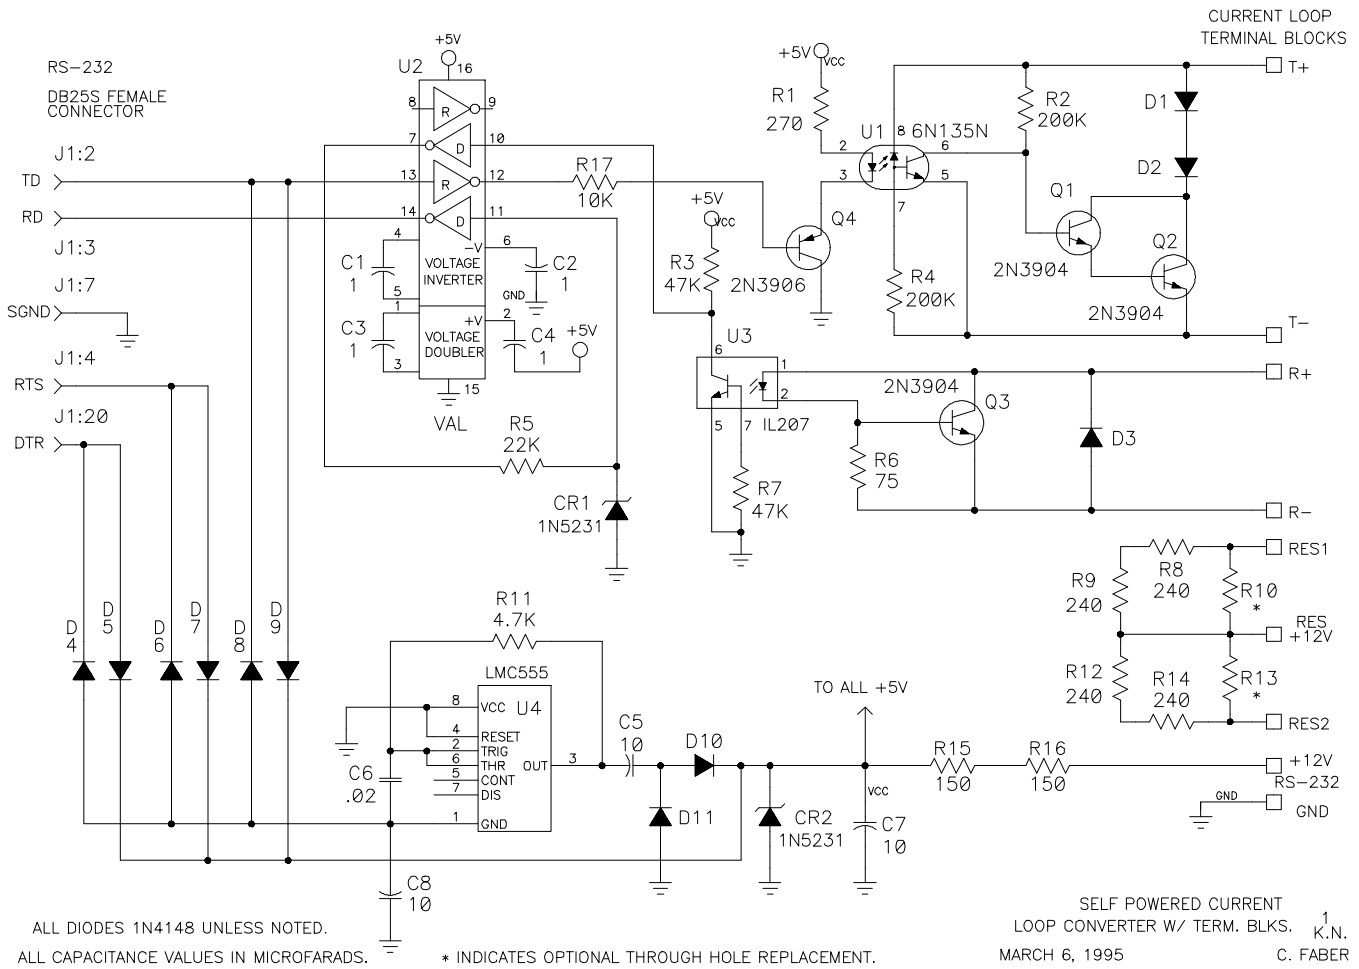 CURRENT LOOP
TERMINAL BLOCKS
RS-232
DB25S FEMALE
CONNECTOR
J1:2
TD
RD
J1:3
J1:7
SGND
J1:4
RTS
J1:20
DTR
+5V
16
U2
8
R
9
7
D
10
13
R
12
14
D
11
4
-V
6
VOLTAGE
INVERTER
C1
1
5
C2
1
GND
1
+V
2
VOLTAGE
DOUBLER
C3
1
3
C4
1
+5V
15
VAL
R17
10K
R5
22K
CR1
1N5231
+5V
VCC
R1
270
U1
8
6N135N
2
3
6
5
7
Q4
2N3906
R4
200K
R2
200K
D1
D2
Q1
2N3904
Q2
2N3904
T+
T-
+5V
VCC
R3
47K
U3
6
1
2
5
7
IL207
R7
47K
R6
75
2N3904
Q3
D3
R+
R-
R8
240
R9
240
R10
*
RES1
RES
+12V
R12
240
R14
240
R13
*
RES2
D4
D5
D6
D7
D8
D9
R11
4.7K
LMC555
U4
8
VCC
4
RESET
2
TRIG
6
THR
5
CONT
7
DIS
1
GND
OUT
3
C6
.02
C8
10
C5
10
D10
D11
CR2
1N5231
TO ALL +5V
VCC
C7
10
R15
150
R16
150
+12V
RS-232
GND
GND
ALL DIODES 1N4148 UNLESS NOTED.
ALL CAPACITANCE VALUES IN MICROFARADS.
* INDICATES OPTIONAL THROUGH HOLE REPLACEMENT.
SELF POWERED CURRENT
LOOP CONVERTER W/ TERM. BLKS.
1
K.N.
MARCH 6, 1995
C. FABER